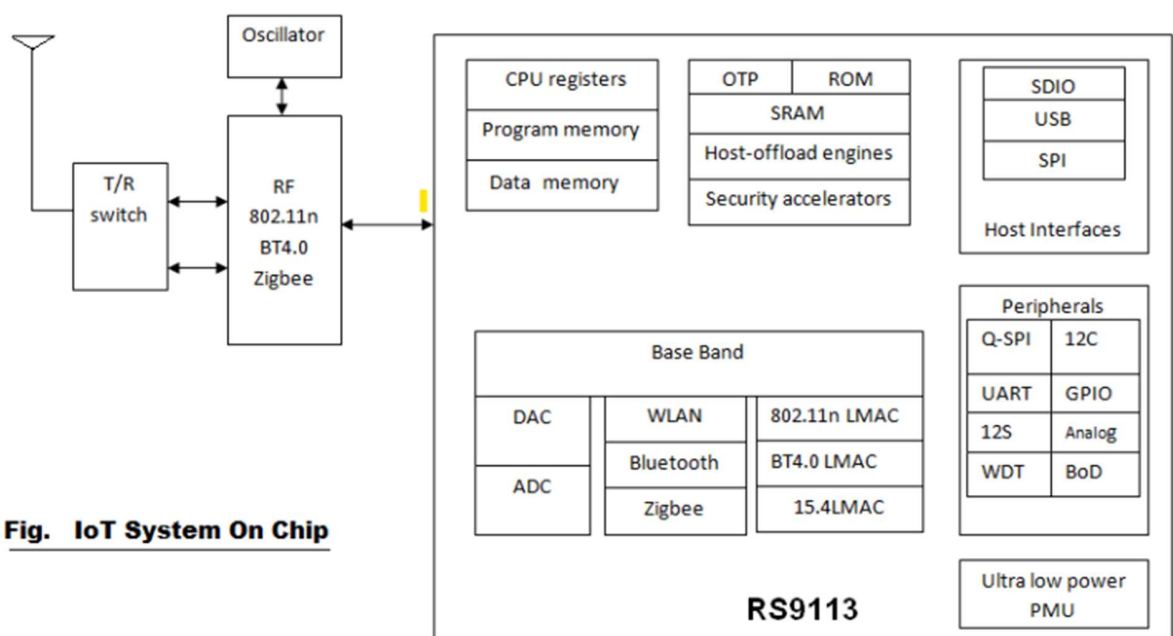 Oscillator
T/R
switch
RF
802.11n
BT4.0
Zigbee
CPU registers
Program memory
Data memory
OTP
ROM
SRAM
Host-offload engines
Security accelerators
SDIO
USB
SPI
Host Interfaces
Peripherals
Q-SPI
12C
UART
GPIO
12S
Analog
WDT
BoD
Base Band
DAC
ADC
WLAN
Bluetooth
Zigbee
802.11n LMAC
BT4.0 LMAC
15.4LMAC
Ultra low power
PMU
RS9113
Fig. IoT System On Chip